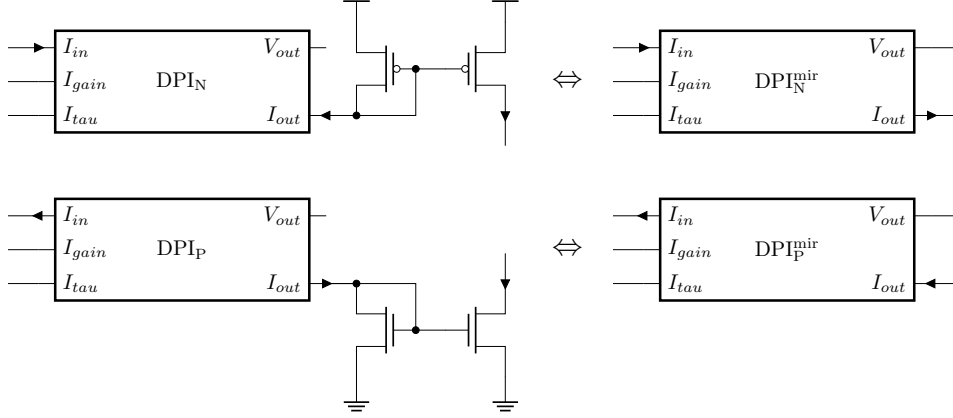 I_in V_out I_in V_out
I_gain DPI_N ⇔ I_gain DPI_N^mir
I_tau I_out I_tau I_out
I_in V_out I_in V_out
I_gain DPI_P ⇔ I_gain DPI_P^mir
I_tau I_out I_tau I_out